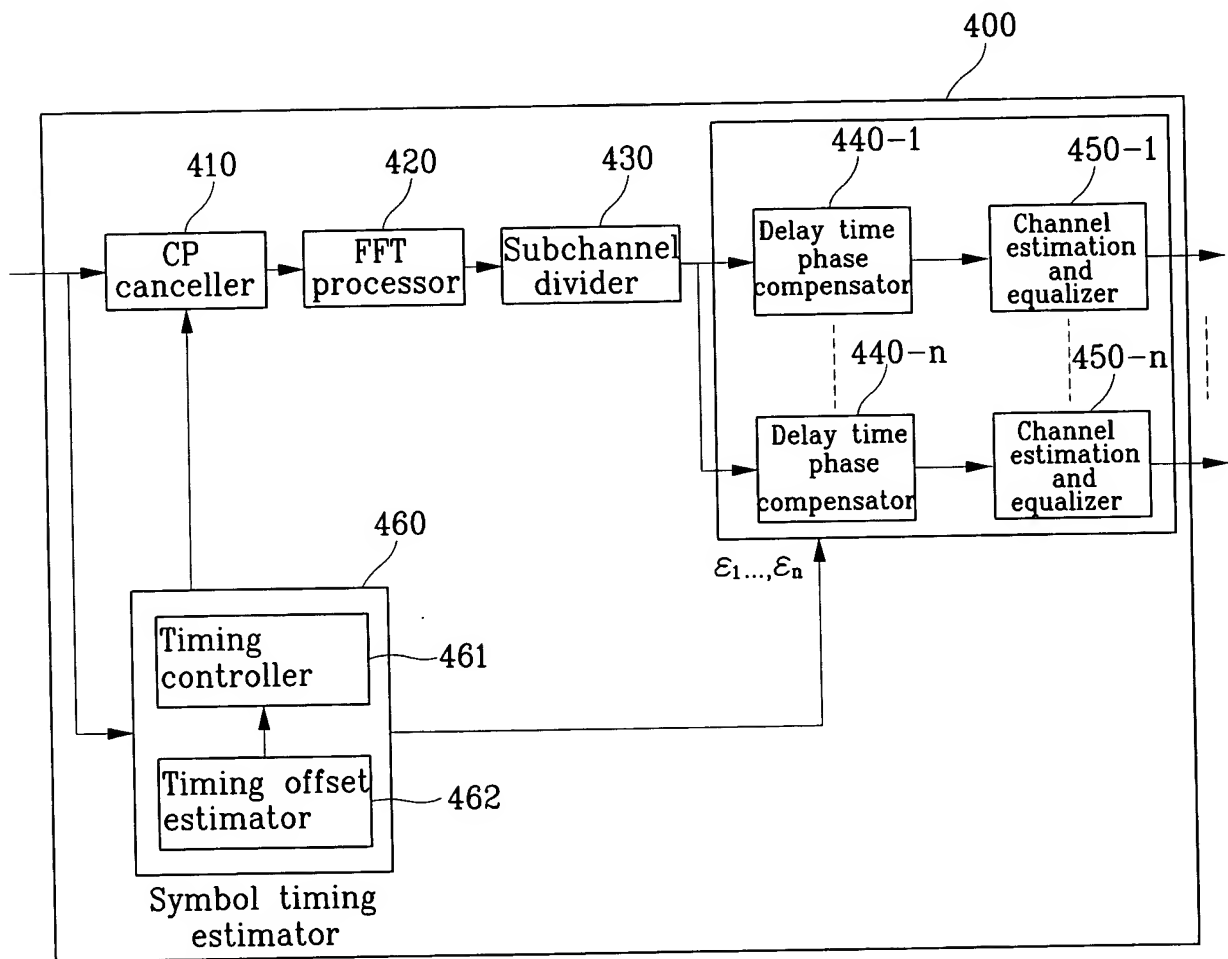 400
410
420
430
440-1
450-1
CP
canceller
FFT
processor
Subchannel
divider
Delay time
phase
compensator
Channel
estimation
and
equalizer
440-n
450-n
Delay time
phase
compensator
Channel
estimation
and
equalizer
460
ε1...,εn
Timing
controller
461
Timing offset
estimator
462
Symbol timing
estimator